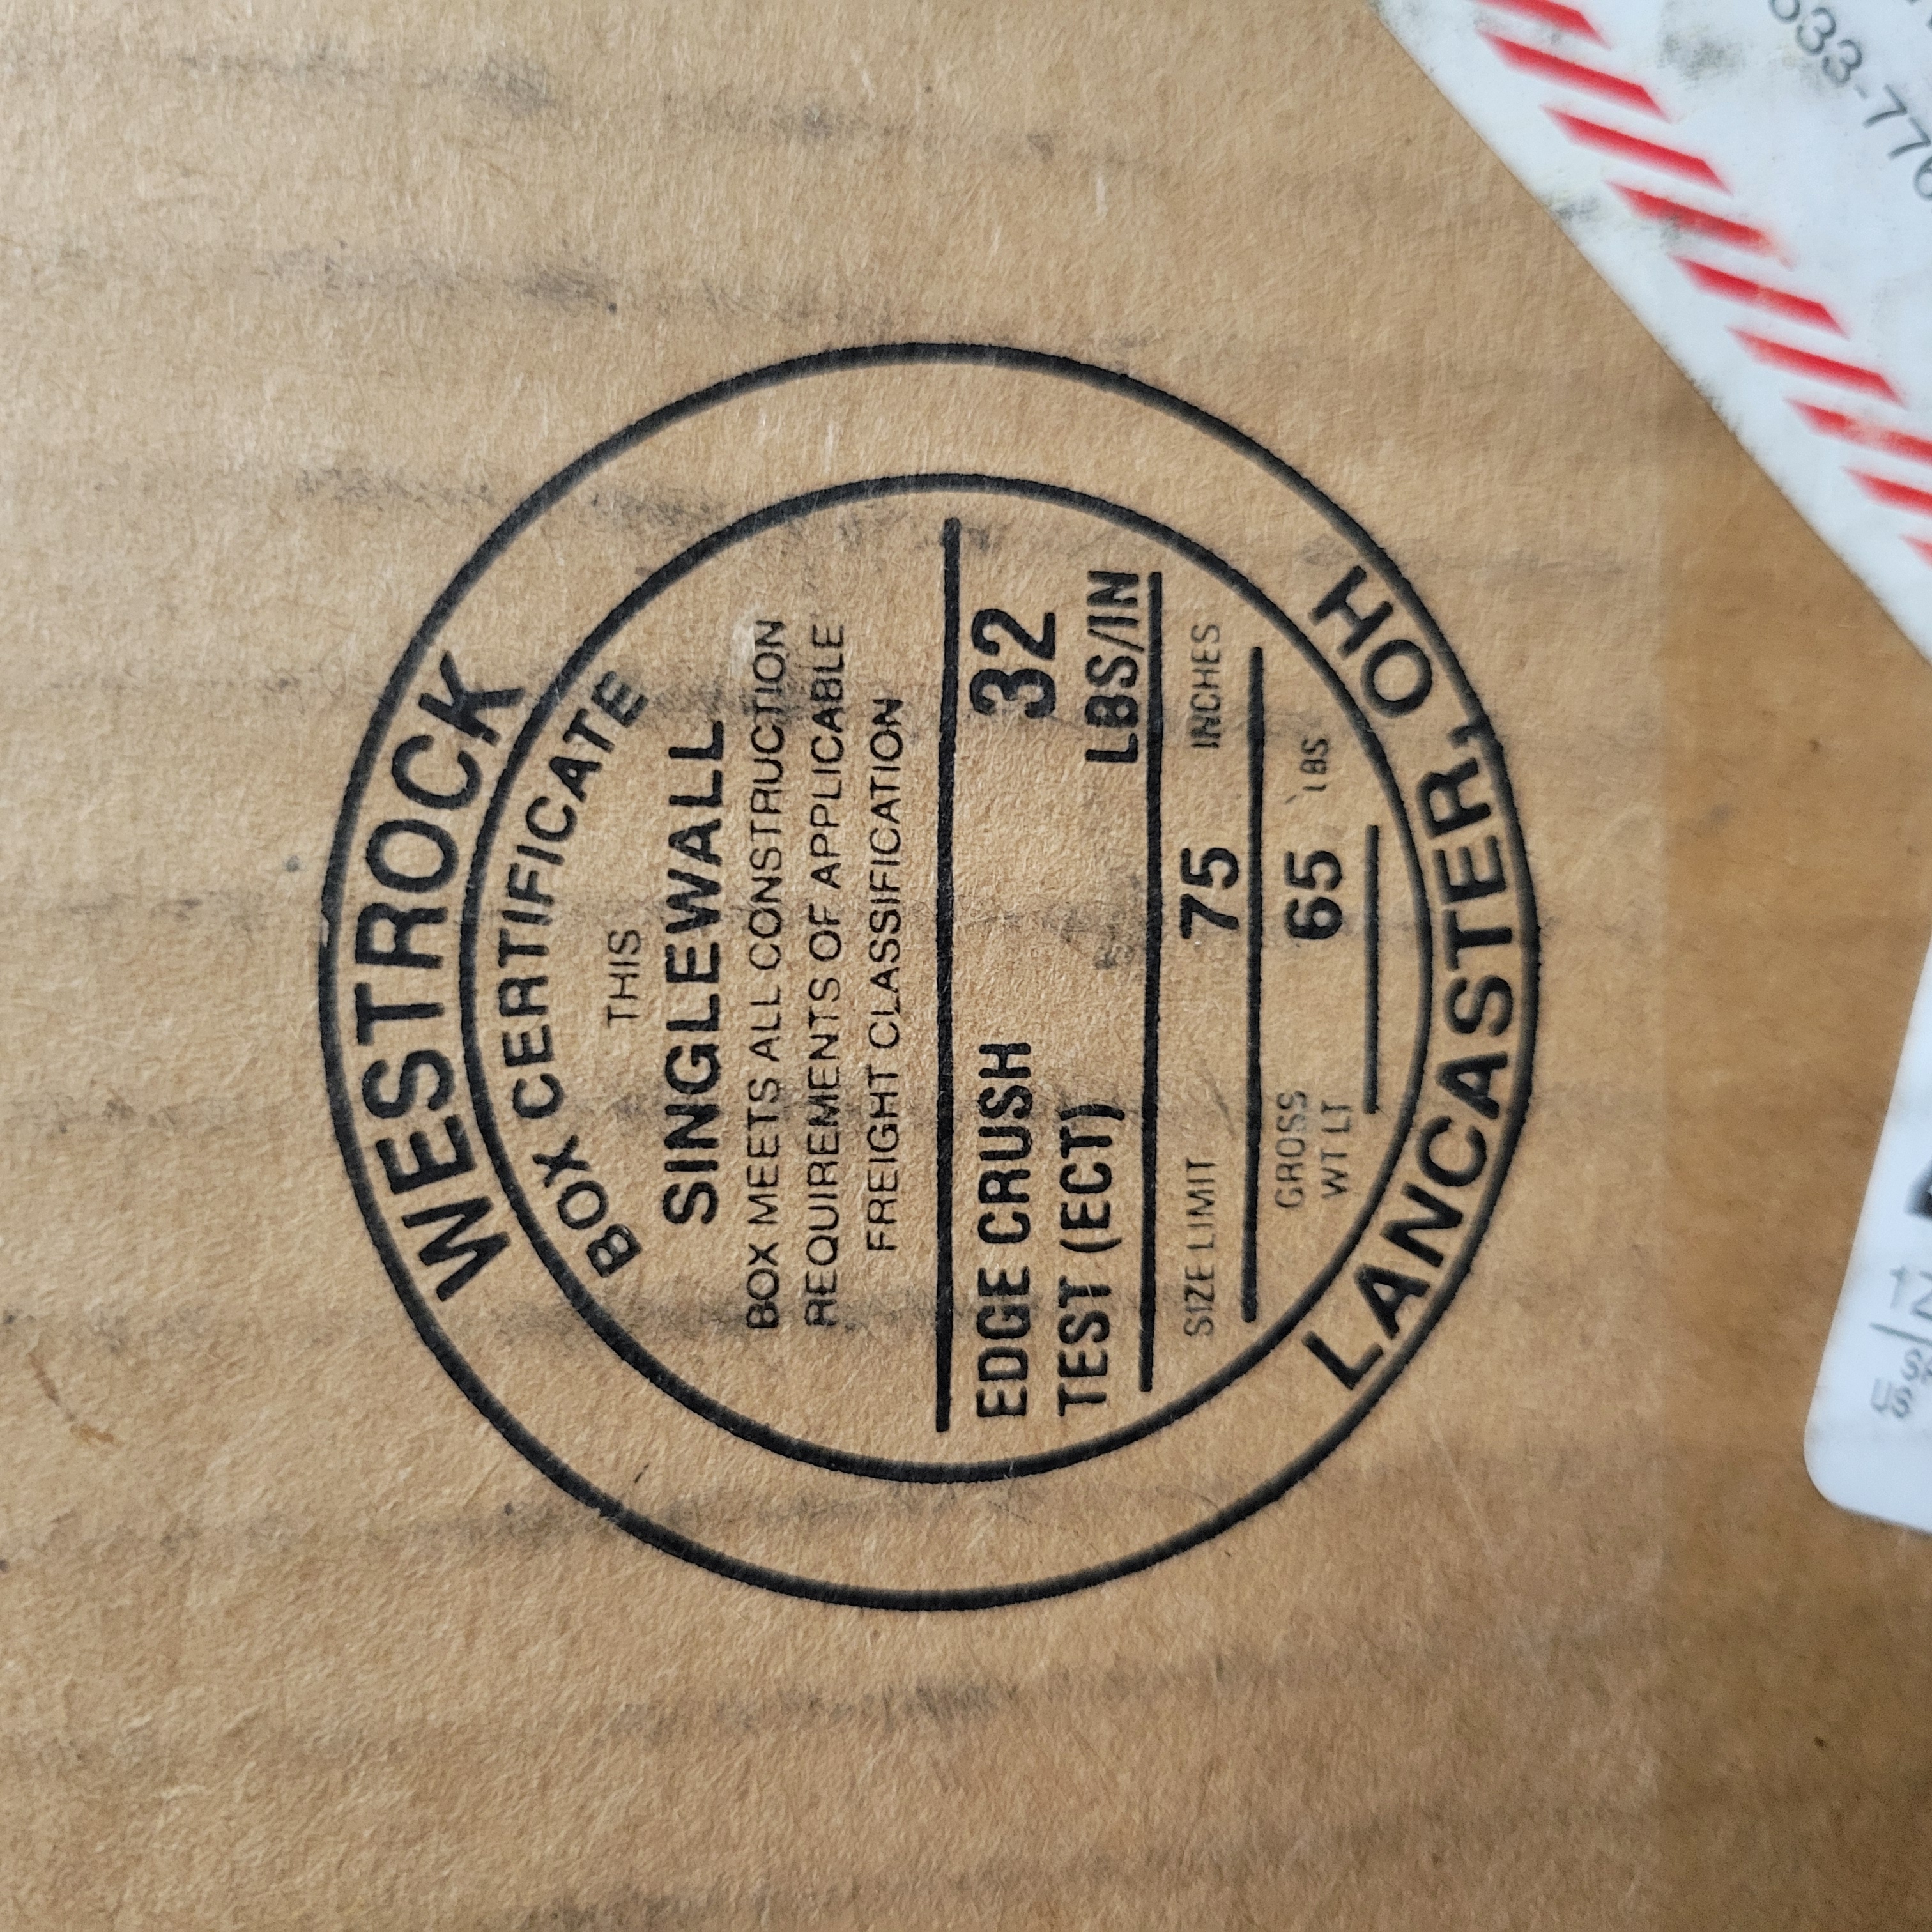 WESTROCK
BOX CERTIFICATE
THIS
SINGLEWALL
BOX MEETS ALL CONSTRUCTION
REQUIREMENTS OF APPLICABLE
FREIGHT CLASSIFICATION
EDGE CRUSH
TEST (ECT)
32
LBS/IN
SIZE LIMIT 75 INCHES
GROSS
WT LT
65 LBS
LANCASTER, OH